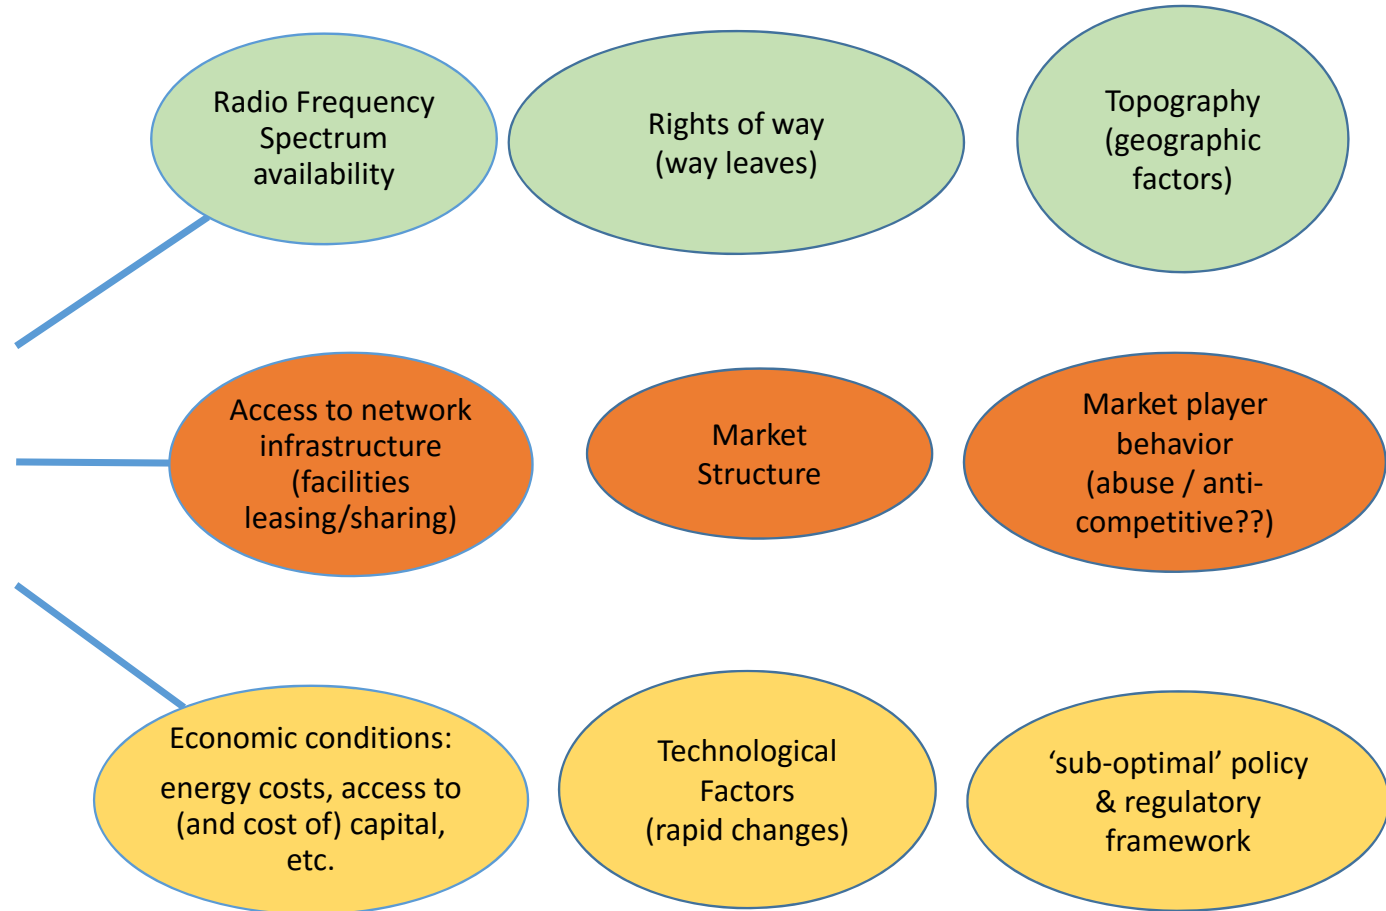 Radio Frequency
Spectrum
availability
Rights of way
(way leaves)
Topography
(geographic
factors)
Access to network
infrastructure
(facilities
leasing/sharing)
Market
Structure
Market player
behavior
(abuse / anti-
competitive??)
Economic conditions:
energy costs, access to
(and cost of) capital,
etc.
Technological
Factors
(rapid changes)
‘sub-optimal’ policy
& regulatory
framework